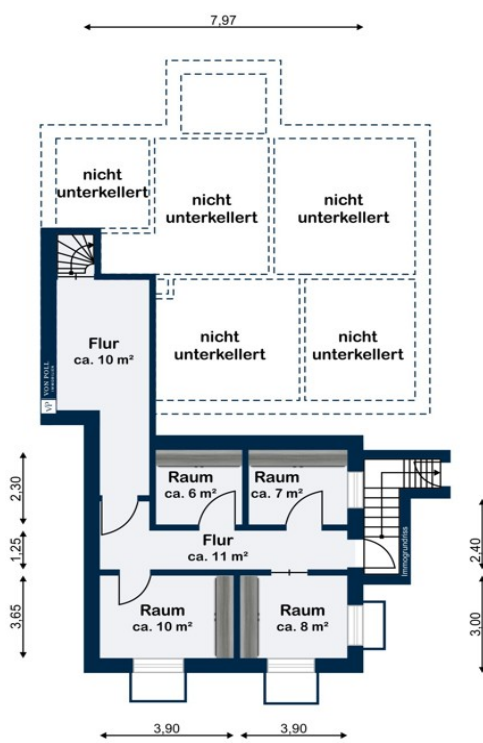 7,97
nicht
unterkellert
nicht
unterkellert
nicht
unterkellert
nicht
unterkellert
nicht
unterkellert
Flur
ca. 10 m²
VON POLL
IMMOBILIEN
VP
Raum
ca. 6 m²
Raum
ca. 7 m²
Flur
ca. 11 m²
Raum
ca. 10 m²
Raum
ca. 8 m²
Immogrundriss
2,30
1,25
3,65
2,40
3,00
3,90
3,90